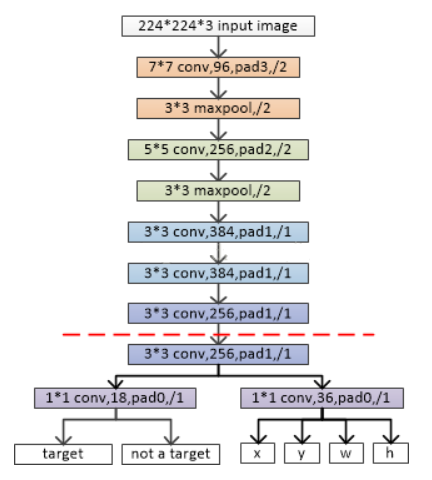 224*224*3 input image
7*7 conv,96,pad3,/2
3*3 maxpool,/2
5*5 conv,256,pad2,/2
3*3 maxpool,/2
3*3 conv,384,pad1,/1
3*3 conv,384,pad1,/1
3*3 conv,256,pad1,/1
3*3 conv,256,pad1,/1
1*1 conv,18,pad0,/1
1*1 conv,36,pad0,/1
target
not a target
x
y
w
h